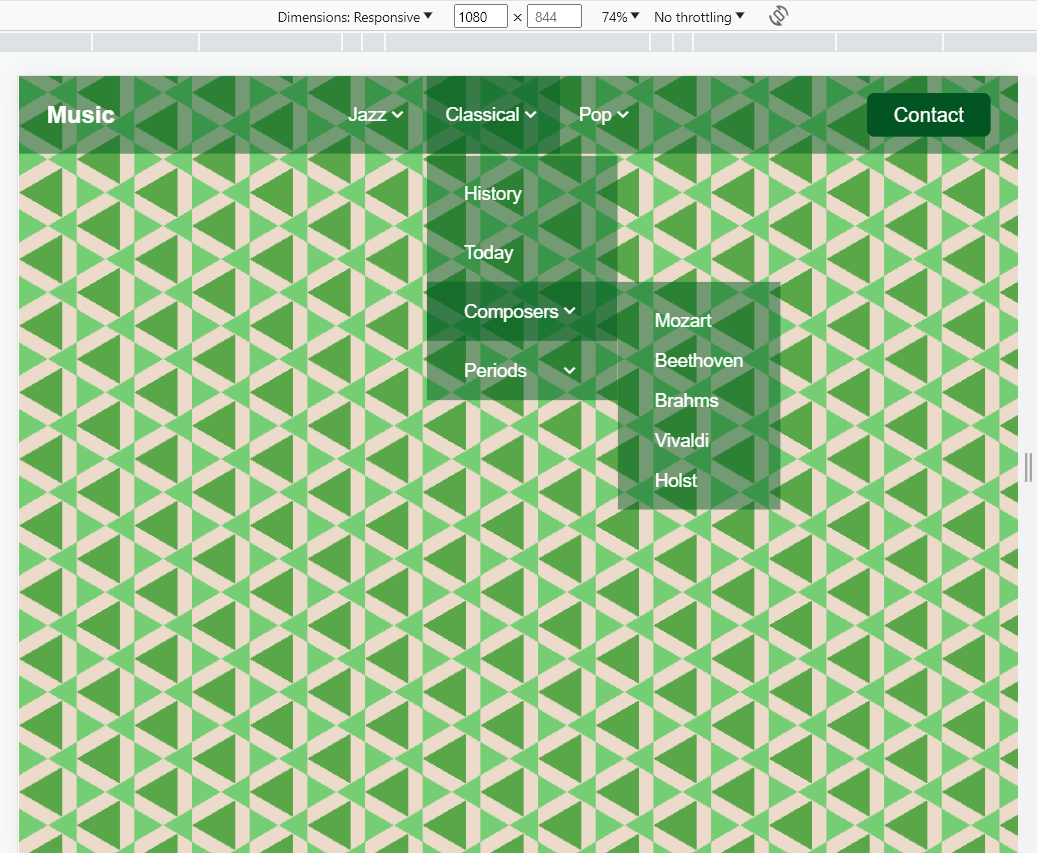 Dimensions: Responsive 1080 × 844 74% No throttling
Music Jazz Classical Pop Contact
History
Today
Composers
Mozart
Beethoven
Periods
Brahms
Vivaldi
Holst